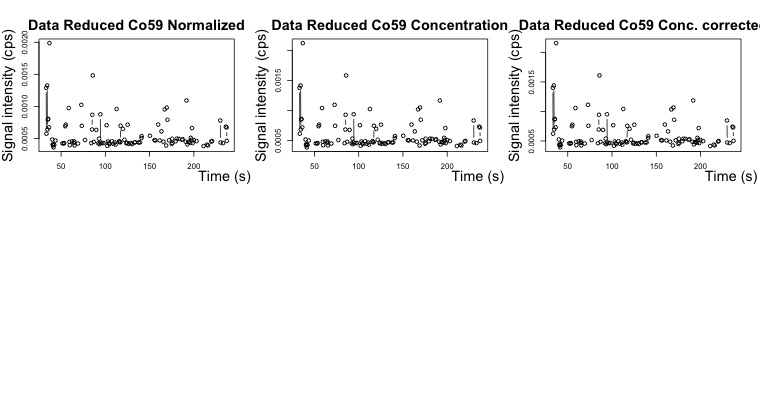 Data Reduced Co59 Normalized
Signal intensity (cps)
0.0005 0.0010 0.0015 0.0020
50 100 150 200
Time (s)
Data Reduced Co59 Concentration
Signal intensity (cps)
0.0005 0.0015
50 100 150 200
Time (s)
Data Reduced Co59 Conc. corrected
Signal intensity (cps)
0.0005 0.0015
50 100 150 200
Time (s)